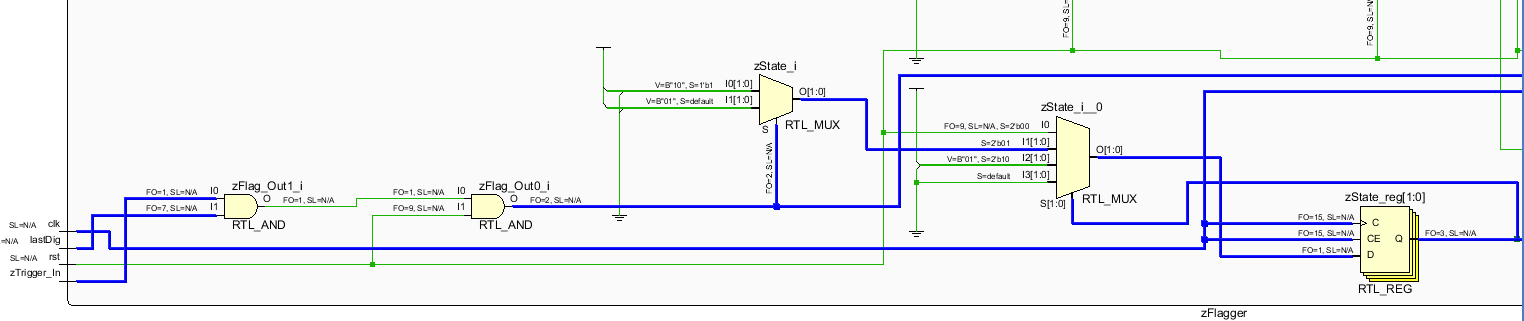 FO=9, SL=
FO=9, SL=N/
zState_i
V=B"10", S=1'b1 I0[1:0]
V=B"01", S=default I1[1:0]
O[1:0]
S
RTL_MUX
FO=2, SL=N/A
zState_i__0
FO=9, SL=N/A, S=2'b00 I0
S=2'b01 I1[1:0]
V=B"01", S=2'b10 I2[1:0]
S=default I3[1:0]
O[1:0]
S[1:0]
RTL_MUX
zFlag_Out1_i
FO=1, SL=N/A I0
FO=7, SL=N/A I1
O
FO=1, SL=N/A
RTL_AND
zFlag_Out0_i
FO=1, SL=N/A I0
FO=9, SL=N/A I1
O
FO=2, SL=N/A
RTL_AND
SL=N/A clk
=N/A lastDig
SL=N/A rst
zTrigger_In
zState_reg[1:0]
FO=15, SL=N/A C
FO=15, SL=N/A CE
FO=1, SL=N/A D
Q
FO=3, SL=N/A
RTL_REG
zFlagger